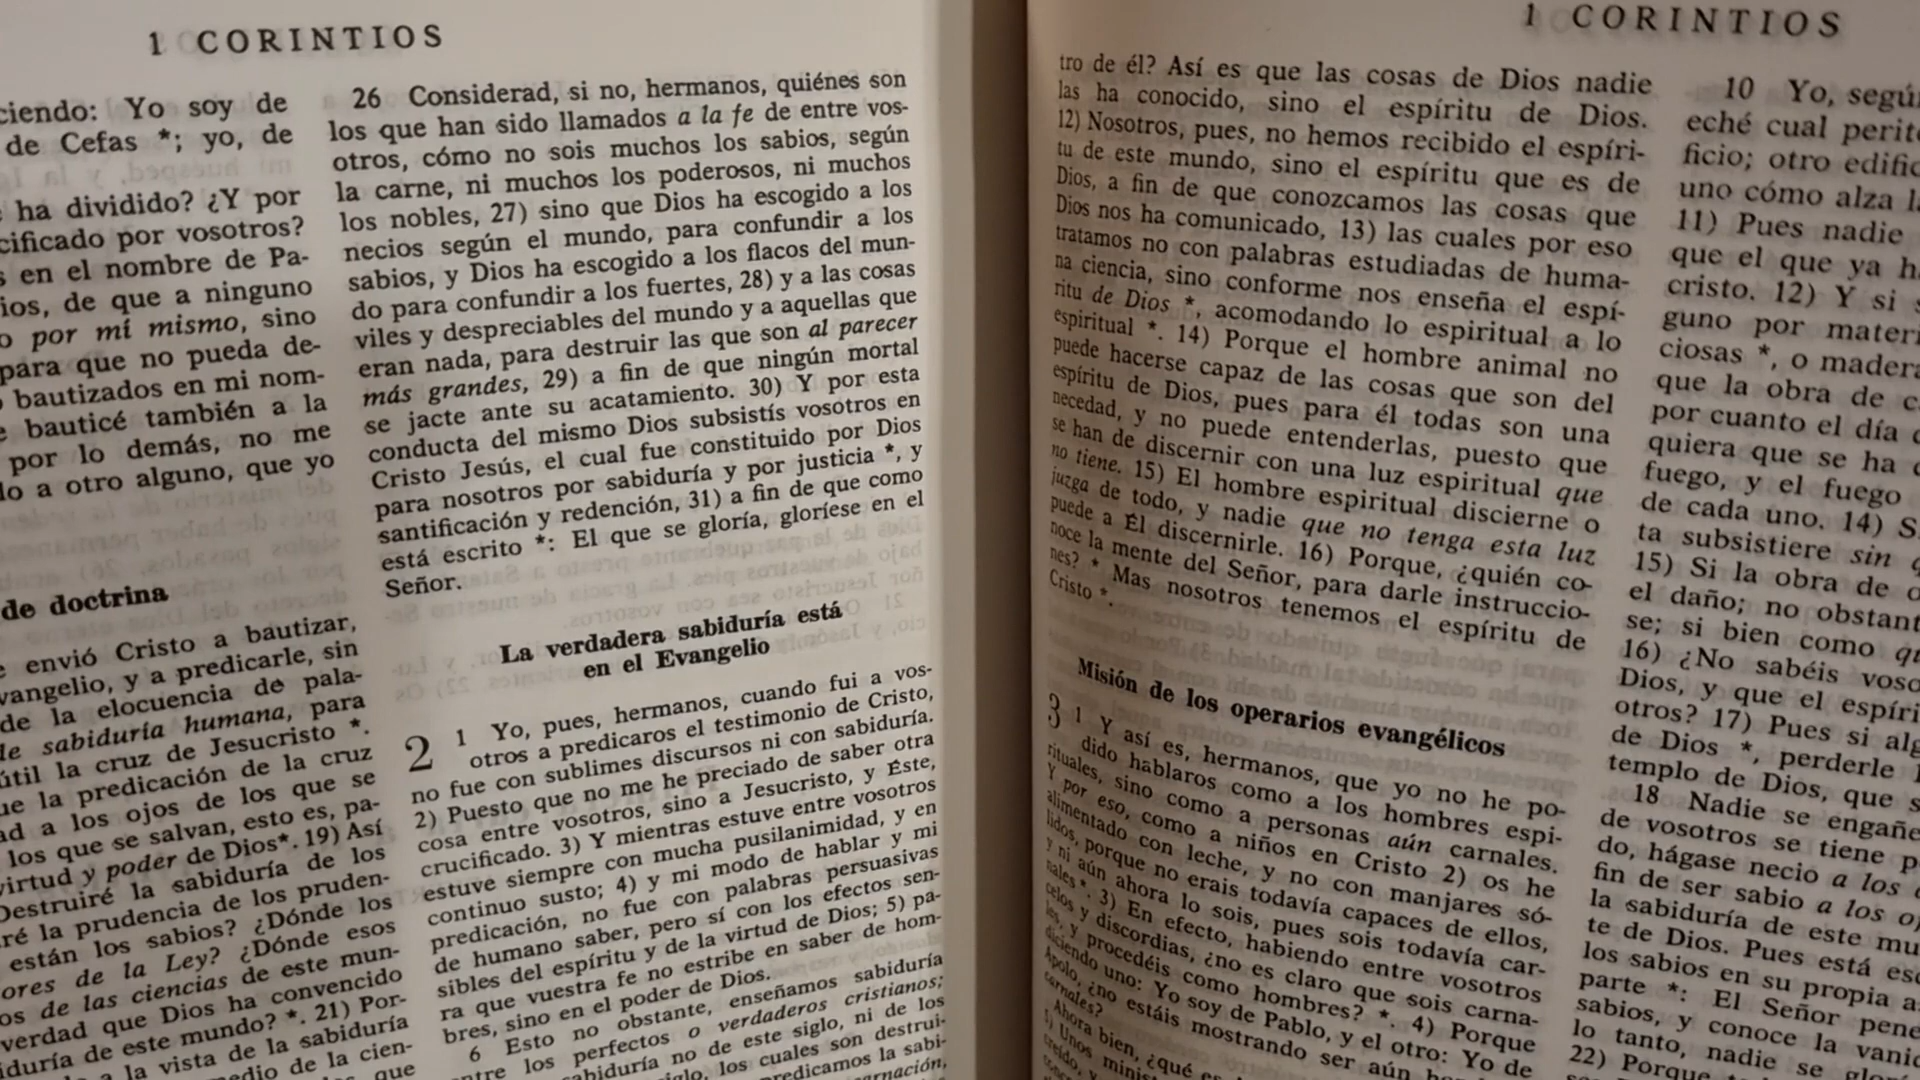 1 CORINTIOS
ciendo: Yo soy de
de Cefas *; yo, de
ha dividido? ¿Y por
cificado por vosotros?
en el nombre de Pa-
ios, de que a ninguno
por mí mismo, sino
para que no pueda de-
bautizados en mi nom-
bauticé también a la
por lo demás, no me
a otro alguno, que yo
de doctrina
envió Cristo a bautizar,
vangelio, y a predicarle, sin
de la elocuencia de pala-
le sabiduría humana, para
útil la cruz de Jesucristo *.
ue la predicación de la cruz
ad a los ojos de los que se
los que se salvan, esto es, pa-
virtud y poder de Dios*. 19) Así
Destruiré la sabiduría de los
ré la prudencia de los pruden-
están los sabios? ¿Dónde los
ores de la Ley? ¿Dónde esos
os de las ciencias de este mun-
verdad que Dios ha convencido
iduría de este mundo? *. 21) Por-
a la vista de la sabiduría
medio de la cien-
que
26 Considerad, si no, hermanos, quiénes son
los que han sido llamados a la fe de entre vos-
otros, cómo no sois muchos los sabios, según
la carne, ni muchos los poderosos, ni muchos
los nobles, 27) sino que Dios ha escogido a los
necios según el mundo, para confundir a los
sabios, y Dios ha escogido a los flacos del mun-
do para confundir a los fuertes, 28) y a las cosas
viles y despreciables del mundo y a aquellas que
eran nada, para destruir las que son al parecer
más grandes, 29) a fin de que ningún mortal
se jacte ante su acatamiento. 30) Y por esta
conducta del mismo Dios subsistís vosotros en
Cristo Jesús, el cual fue constituido por Dios
para nosotros por sabiduría y por justicia *, y
santificación y redención, 31) a fin de que como
está escrito *: El que se gloría, gloríese en el
Señor.
La verdadera sabiduría está
en el Evangelio
2 1 Yo, pues, hermanos, cuando fui a vos-
otros a predicaros el testimonio de Cristo,
no fue con sublimes discursos ni con sabiduría.
2) Puesto que no me he preciado de saber otra
cosa entre vosotros, sino a Jesucristo, y Éste,
crucificado. 3) Y mientras estuve entre vosotros
estuve siempre con mucha pusilanimidad, y en
continuo susto; 4) y mi modo de hablar y mi
predicación, no fue con palabras persuasivas
de humano saber, pero sí con los efectos sen-
sibles del espíritu y de la virtud de Dios; 5) pa-
ra que vuestra fe no estribe en saber de hom-
bres, sino en el poder de Dios.
6 Esto no obstante, enseñamos sabiduría
entre los perfectos o verdaderos cristianos;
sabiduría no de este siglo, ni de los
siglo, los cuales son destrui-
predicamos la sabi-
1 CORINTIOS
tro de él? Así es que las cosas de Dios nadie
las ha conocido, sino el espíritu de Dios.
12) Nosotros, pues, no hemos recibido el espíri-
tu de este mundo, sino el espíritu que es de
Dios, a fin de que conozcamos las cosas que
Dios nos ha comunicado, 13) las cuales por eso
tratamos no con palabras estudiadas de huma-
na ciencia, sino conforme nos enseña el espí-
ritu de Dios *, acomodando lo espiritual a lo
espiritual *. 14) Porque el hombre animal no
puede hacerse capaz de las cosas que son del
espíritu de Dios, pues para él todas son una
necedad, y no puede entenderlas, puesto que
se han de discernir con una luz espiritual que
no tiene. 15) El hombre espiritual discierne o
juzga de todo, y nadie que no tenga esta luz
puede a Él discernirle. 16) Porque, ¿quién co-
noce la mente del Señor, para darle instruccio-
nes? * Mas nosotros tenemos el espíritu de
Cristo *.
Misión de los operarios evangélicos
3 1 Y así es, hermanos, que yo no he po-
dido hablaros como a los hombres espi-
rituales, sino como a personas aún carnales.
Y por eso, como a niños en Cristo 2) os he
alimentado con leche, y no con manjares só-
lidos, porque no erais todavía capaces de ellos,
y ni aún ahora lo sois, pues sois todavía car-
nales *. 3) En efecto, habiendo entre vosotros
celos y discordias, ¿no es claro que sois carna-
les, y procedéis como hombres? *. 4) Porque
diciendo uno: Yo soy de Pablo, y el otro: Yo de
Apolo, ¿no estáis mostrando ser aún
carnales?
Ahora bien, ¿qué
5) Unos
10 Yo, segú
eché cual perit
ficio; otro edific
uno cómo alza l
11) Pues nadie
que el que ya h
cristo. 12) Y si
guno por mater
ciosas *, o mader
que la obra de c
por cuanto el día
quiera que se ha
fuego, y el fuego
de cada uno. 14) S
ta subsistiere sin
15) Si la obra de o
el daño; no obstant
se; si bien como qu
16) ¿No sabéis voso
Dios, y que el espíri
otros? 17) Pues si alg
de Dios *, perderle
templo de Dios, que s
18 Nadie se engañe
de vosotros se tiene p
do, hágase necio a los
fin de ser sabio a los o
la sabiduría de este mu
te de Dios. Pues está es
los sabios en su propia a
parte *: El Señor pene
sabios, y conoce la vani
lo tanto, nadie se glor
22) Porque